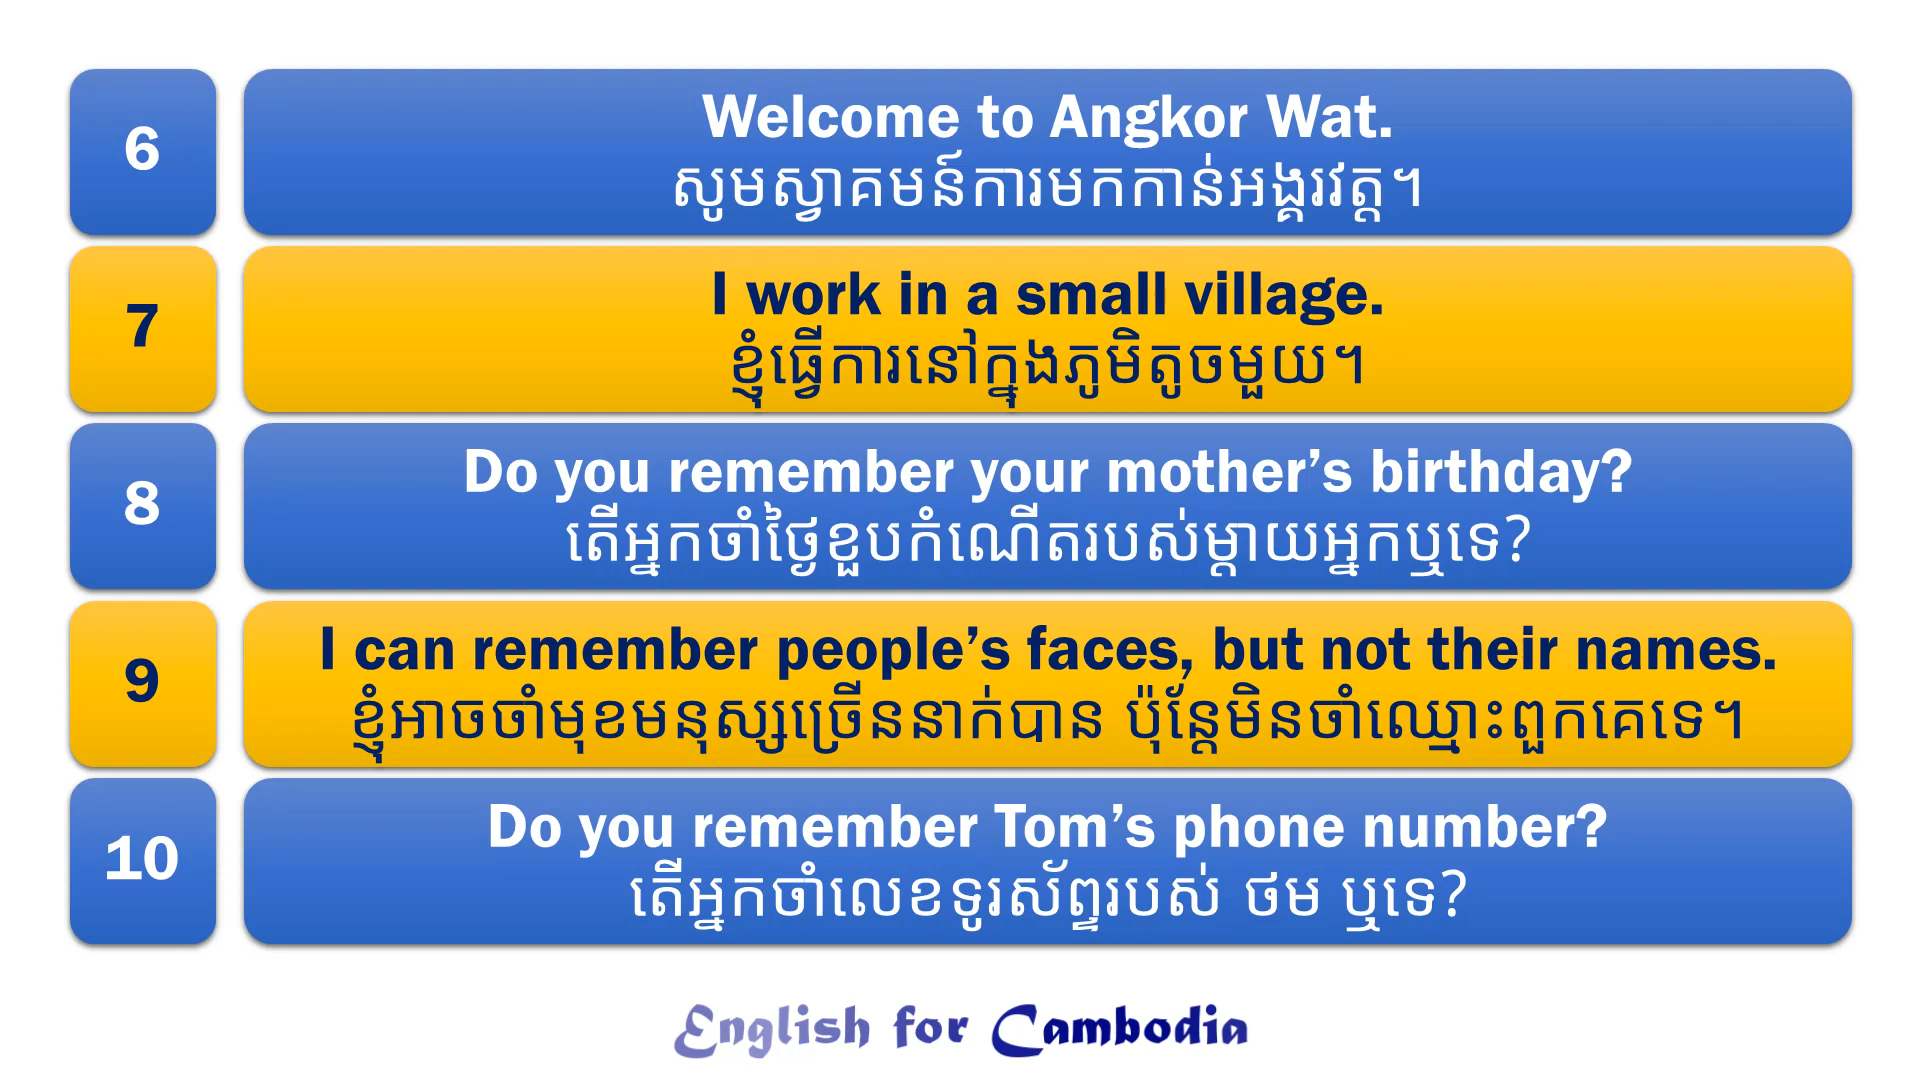 6
Welcome to Angkor Wat.
សូមស្វាគមន៍ការមកកាន់អង្គរវត្ត។
7
I work in a small village.
ខ្ញុំធ្វើការនៅក្នុងភូមិតូចមួយ។
8
Do you remember your mother’s birthday?
តើអ្នកចាំថ្ងៃខួបកំណើតរបស់ម្តាយអ្នកឬទេ?
9
I can remember people’s faces, but not their names.
ខ្ញុំអាចចាំមុខមនុស្សច្រើននាក់បាន ប៉ុន្តែមិនចាំឈ្មោះពួកគេទេ។
10
Do you remember Tom’s phone number?
តើអ្នកចាំលេខទូរស័ព្ទរបស់ ថម ឬទេ?
English for Cambodia